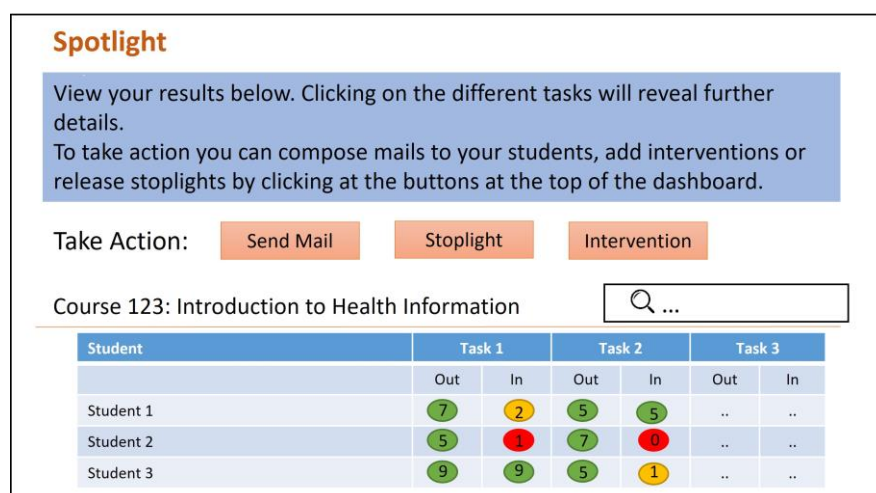 Spotlight
View your results below. Clicking on the different tasks will reveal further
details.
To take action you can compose mails to your students, add interventions or
release stoplights by clicking at the buttons at the top of the dashboard.
Take Action: Send Mail Stoplight Intervention
Course 123: Introduction to Health Information ...
Student Task 1 Task 2 Task 3
Out In Out In Out In
Student 1 7 2 5 5 .. ..
Student 2 5 1 7 0 .. ..
Student 3 9 9 5 1 .. ..